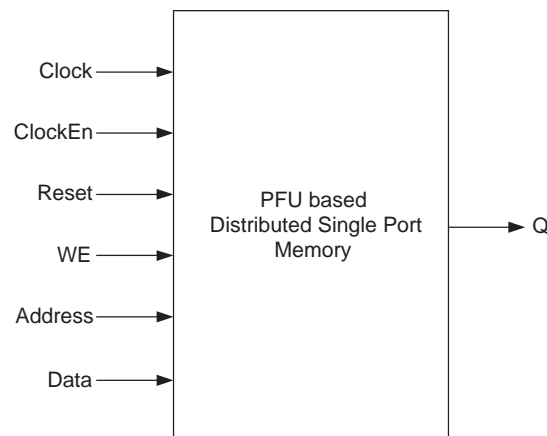 Clock
ClockEn
Reset
WE
Address
Data
PFU based
Distributed Single Port
Memory
Q